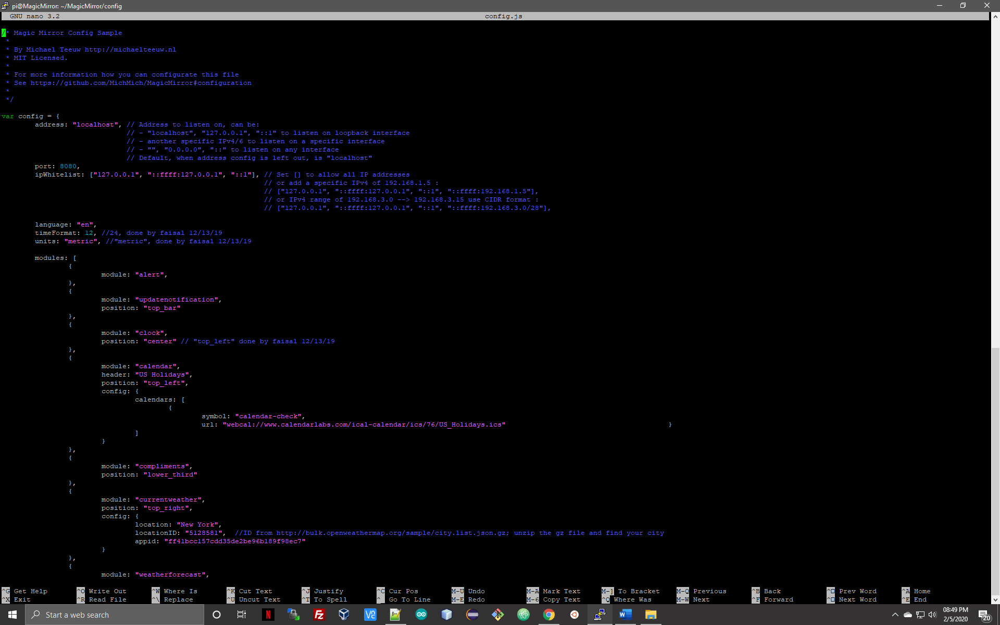 pi@MagicMirror: ~/MagicMirror/config
GNU nano 3.2 config.js
/* Magic Mirror Config Sample
*
* By Michael Teeuw http://michaelteeuw.nl
* MIT Licensed.
*
* For more information how you can configurate this file
* See https://github.com/MichMich/MagicMirror#configuration
*
*/
var config = {
address: "localhost", // Address to listen on, can be:
// - "localhost", "127.0.0.1", "::1" to listen on loopback interface
// - another specific IPv4/6 to listen on a specific interface
// - "", "0.0.0.0", "::" to listen on any interface
// Default, when address config is left out, is "localhost"
port: 8080,
ipWhitelist: ["127.0.0.1", "::ffff:127.0.0.1", "::1"], // Set [] to allow all IP addresses
// or add a specific IPv4 of 192.168.1.5 :
// ["127.0.0.1", "::ffff:127.0.0.1", "::1", "::ffff:192.168.1.5"],
// or IPv4 range of 192.168.3.0 --> 192.168.3.15 use CIDR format :
// ["127.0.0.1", "::ffff:127.0.0.1", "::1", "::ffff:192.168.3.0/28"],
language: "en",
timeFormat: 12, //24, done by faisal 12/13/19
units: "metric", //"metric", done by faisal 12/13/19
modules: [
{
module: "alert",
},
{
module: "updatenotification",
position: "top_bar"
},
{
module: "clock",
position: "center" // "top_left" done by faisal 12/13/19
},
{
module: "calendar",
header: "US Holidays",
position: "top_left",
config: {
calendars: [
{
symbol: "calendar-check",
url: "webcal://www.calendarlabs.com/ical-calendar/ics/76/US_Holidays.ics" }
]
}
},
{
module: "compliments",
position: "lower_third"
},
{
module: "currentweather",
position: "top_right",
config: {
location: "New York",
locationID: "5128581", //ID from http://bulk.openweathermap.org/sample/city.list.json.gz; unzip the gz file and find your city
appid: "ff41bcc157cdd35de2be96b189f98ec7"
}
},
{
module: "weatherforecast",
^G Get Help ^O Write Out ^W Where Is ^K Cut Text ^J Justify ^C Cur Pos M-U Undo M-A Mark Text M-] To Bracket M-Q Previous ^B Back ^□ Prev Word ^A Home
^X Exit ^R Read File ^\ Replace ^U Uncut Text ^T To Spell ^_ Go To Line M-E Redo M-6 Copy Text ^Q Where Was M-W Next ^F Forward ^□ Next Word ^E End
Start a web search
08:49 PM
2/5/2020
20